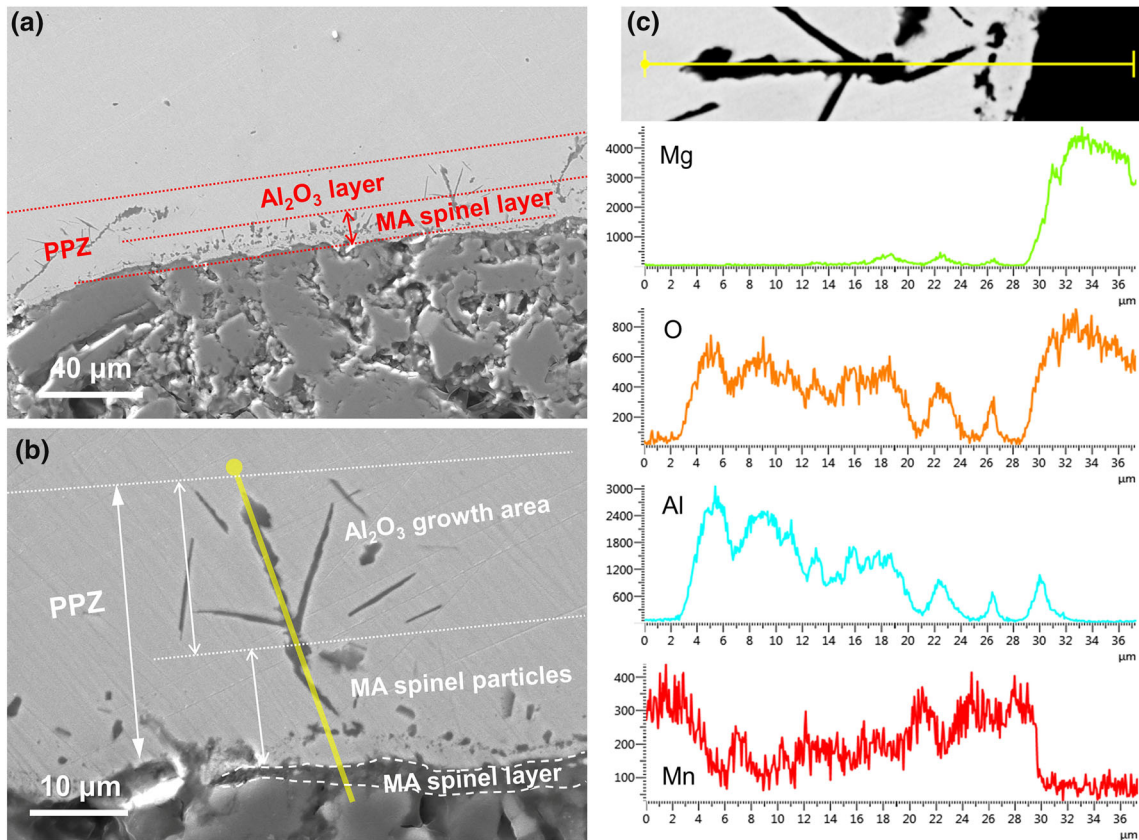 (a)
Al₂O₃ layer
MA spinel layer
PPZ
40 µm
(b)
Al₂O₃ growth area
PPZ
MA spinel particles
MA spinel layer
10 µm
(c)
Mg
4000
3000
2000
1000
0 2 4 6 8 10 12 14 16 18 20 22 24 26 28 30 32 34 36
µm
O
800
600
400
200
0 2 4 6 8 10 12 14 16 18 20 22 24 26 28 30 32 34 36
µm
Al
3000
2400
1800
1200
600
0 2 4 6 8 10 12 14 16 18 20 22 24 26 28 30 32 34 36
µm
400
300
200
100
Mn
0 2 4 6 8 10 12 14 16 18 20 22 24 26 28 30 32 34 36
µm